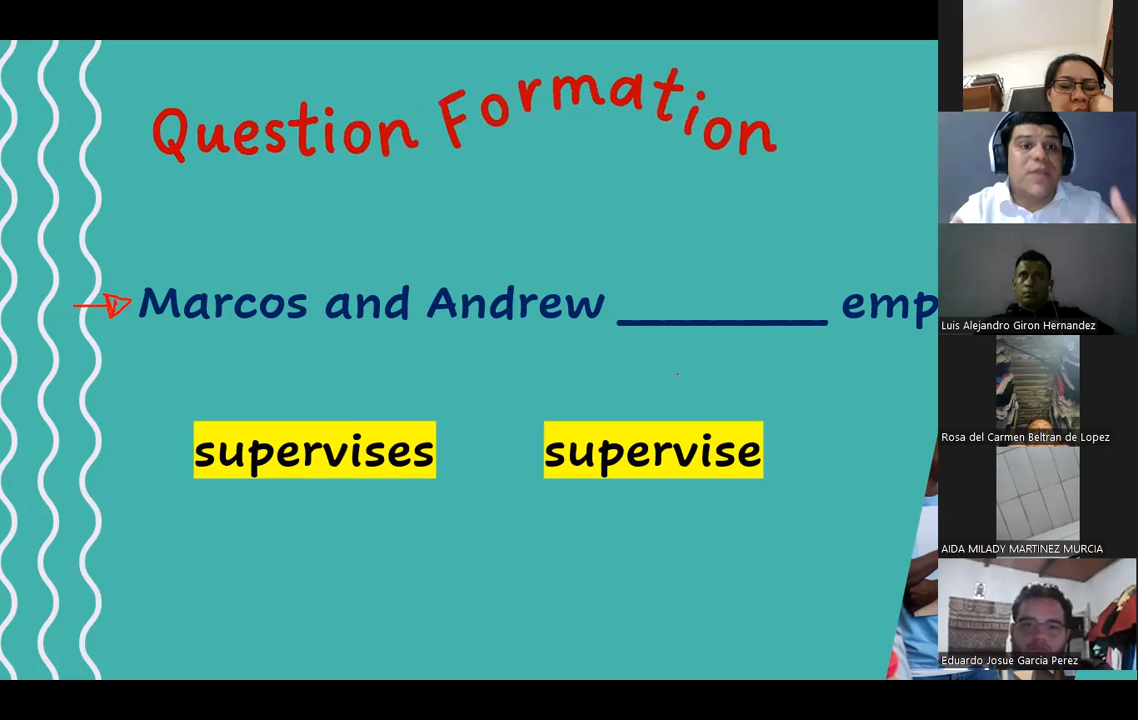 Question Formation
Marcos and Andrew ________ emp
supervises supervise
Luis Alejandro Giron Hernandez
Rosa del Carmen Beltran de Lopez
AIDA MILADY MARTINEZ MURCIA
Eduardo Josue Garcia Perez